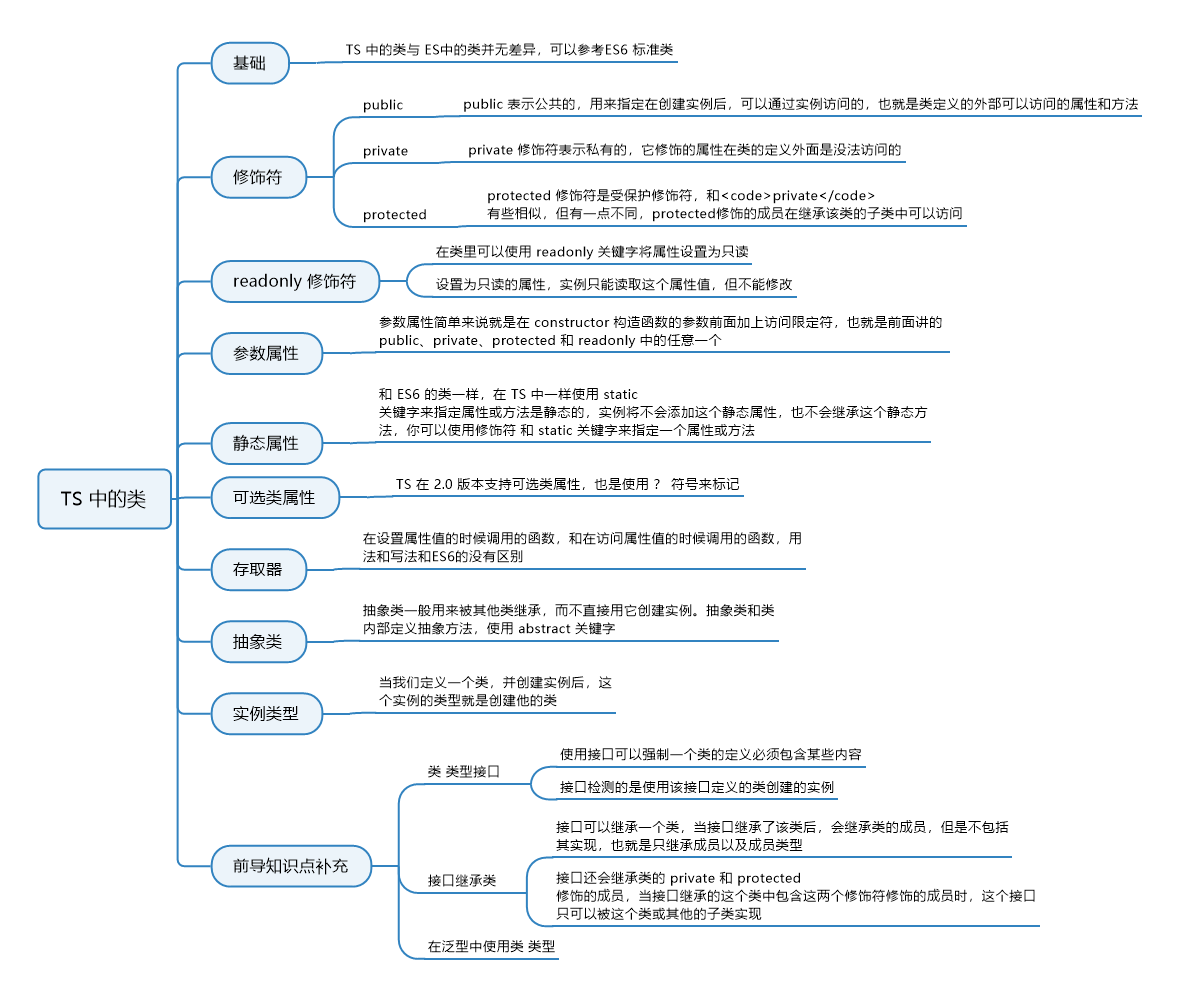 TS 中的类
基础
TS 中的类与 ES中的类并无差异，可以参考ES6 标准类
修饰符
public
public 表示公共的，用来指定在创建实例后，可以通过实例访问的，也就是类定义的外部可以访问的属性和方法
private
private 修饰符表示私有的，它修饰的属性在类的定义外面是没法访问的
protected
protected 修饰符是受保护修饰符，和<code>private</code>
有些相似，但有一点不同，protected修饰的成员在继承该类的子类中可以访问
readonly 修饰符
在类里可以使用 readonly 关键字将属性设置为只读
设置为只读的属性，实例只能读取这个属性值，但不能修改
参数属性
参数属性简单来说就是在 constructor 构造函数的参数前面加上访问限定符，也就是前面讲的
public、private、protected 和 readonly 中的任意一个
静态属性
和 ES6 的类一样，在 TS 中一样使用 static
关键字来指定属性或方法是静态的，实例将不会添加这个静态属性，也不会继承这个静态方
法，你可以使用修饰符 和 static 关键字来指定一个属性或方法
可选类属性
TS 在 2.0 版本支持可选类属性，也是使用 ？ 符号来标记
存取器
在设置属性值的时候调用的函数，和在访问属性值的时候调用的函数，用
法和写法和ES6的没有区别
抽象类
抽象类一般用来被其他类继承，而不直接用它创建实例。抽象类和类
内部定义抽象方法，使用 abstract 关键字
实例类型
当我们定义一个类，并创建实例后，这
个实例的类型就是创建他的类
前导知识点补充
类 类型接口
使用接口可以强制一个类的定义必须包含某些内容
接口检测的是使用该接口定义的类创建的实例
接口继承类
接口可以继承一个类，当接口继承了该类后，会继承类的成员，但是不包括
其实现，也就是只继承成员以及成员类型
接口还会继承类的 private 和 protected
修饰的成员，当接口继承的这个类中包含这两个修饰符修饰的成员时，这个接口
只可以被这个类或其他的子类实现
在泛型中使用类 类型